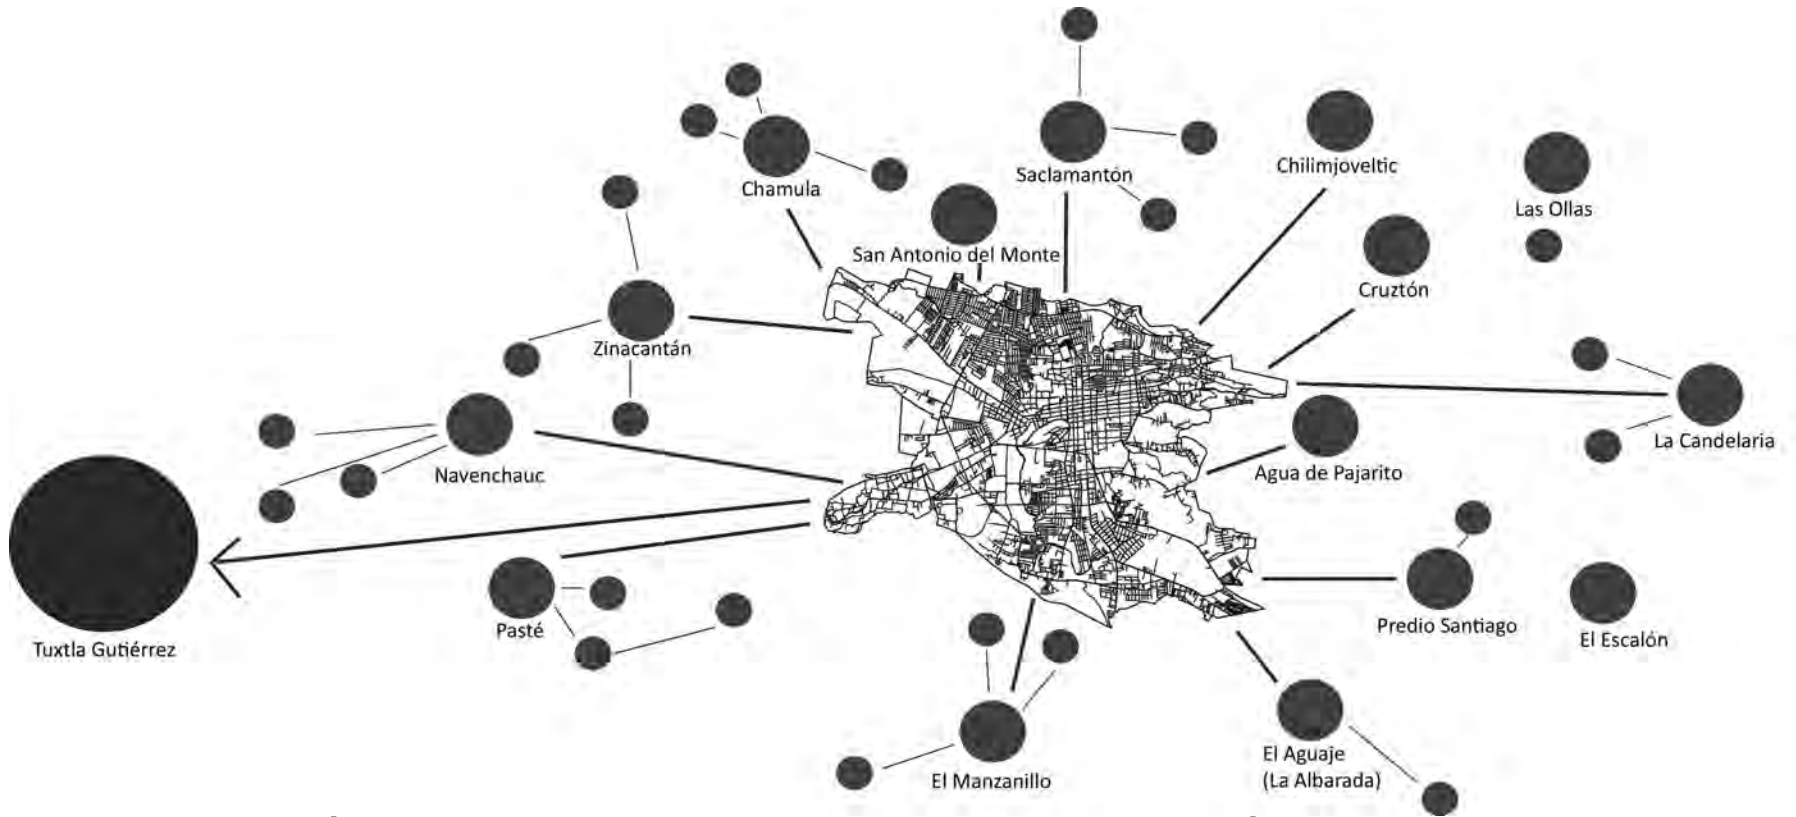 Chilimjoveltic
Saclamantón
Chamula
Las Ollas
San Antonio del Monte
Cruztón
Zinacantán
La Candelaria
Navenchauc
Agua de Pajarito
Predio Santiago
Pasté
El Escalón
Tuxtla Gutiérrez
El Aguaje
(La Albarada)
El Manzanillo